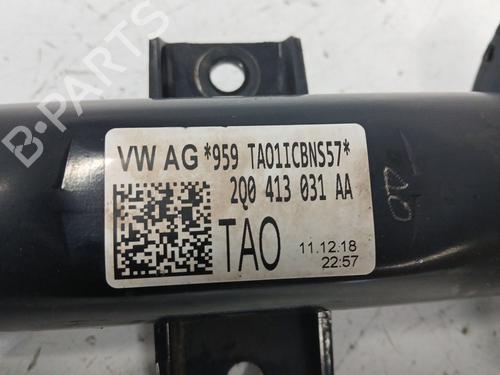 B-PARTS
VW AG *959 TA01ICBNS57*
2Q0 413 031 AA
TAO
11.12.18
22:57